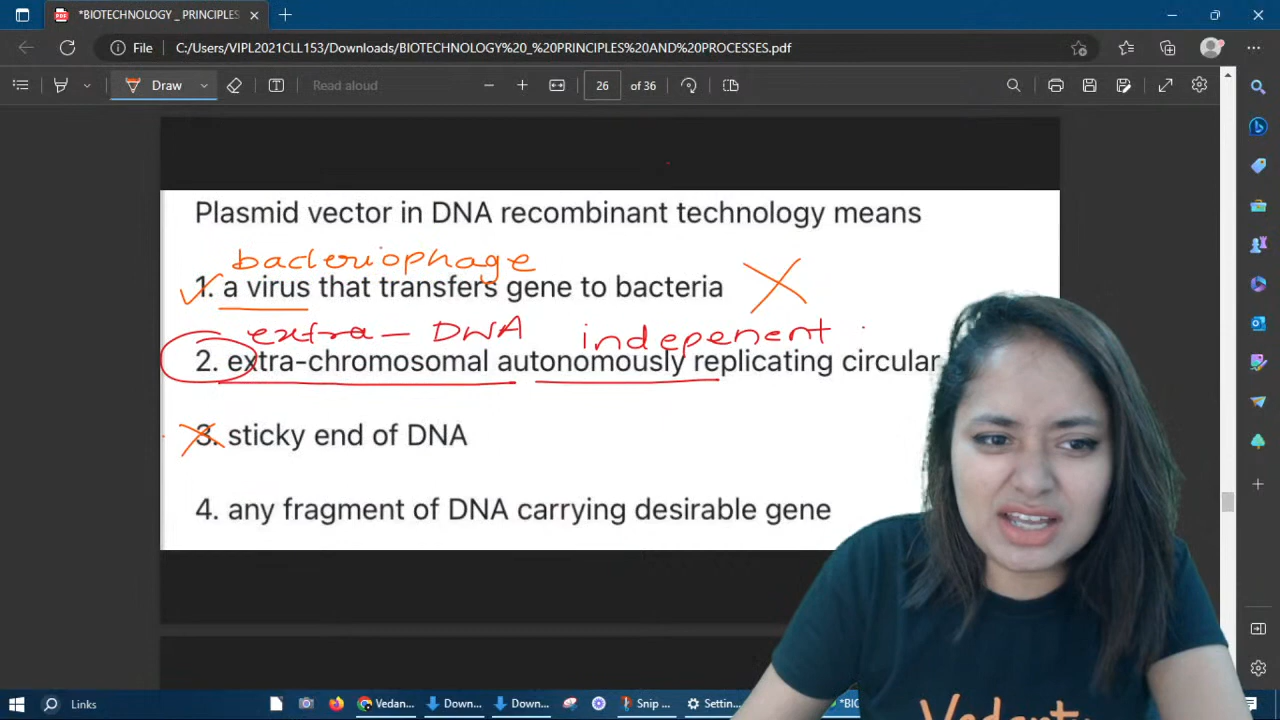 *BIOTECHNOLOGY _ PRINCIPLES
File C:/Users/VIPL2021CLL153/Downloads/BIOTECHNOLOGY%20_%20PRINCIPLES%20AND%20PROCESSES.pdf
Draw Read aloud 26 of 36
Plasmid vector in DNA recombinant technology means
bacteriophage
1. a virus that transfers gene to bacteria
extra - DNA indepenent
2. extra-chromosomal autonomously replicating circular
3. sticky end of DNA
4. any fragment of DNA carrying desirable gene
Vedantu
Links Vedan... Down... Down... Snip ... Settin... *BIO